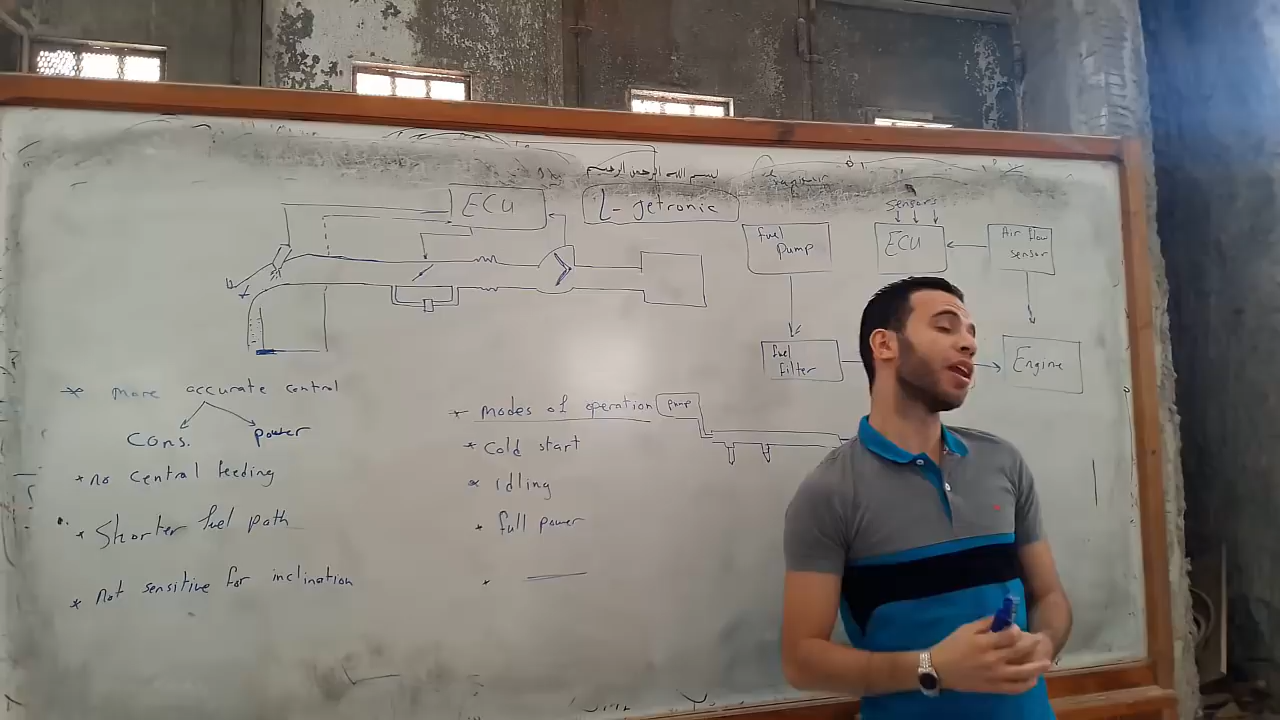 بسم الله الرحمن الرحيم
ECU
L-Jetronic
Sensors
fuel pump
ECU
Air flow sensor
fuel filter
Engine
* more accurate control
Cons.
power
* no central feeding
* Shorter fuel path
* not sensitive for inclination
* modes of operation
pump
* Cold start
* idling
* full power
*